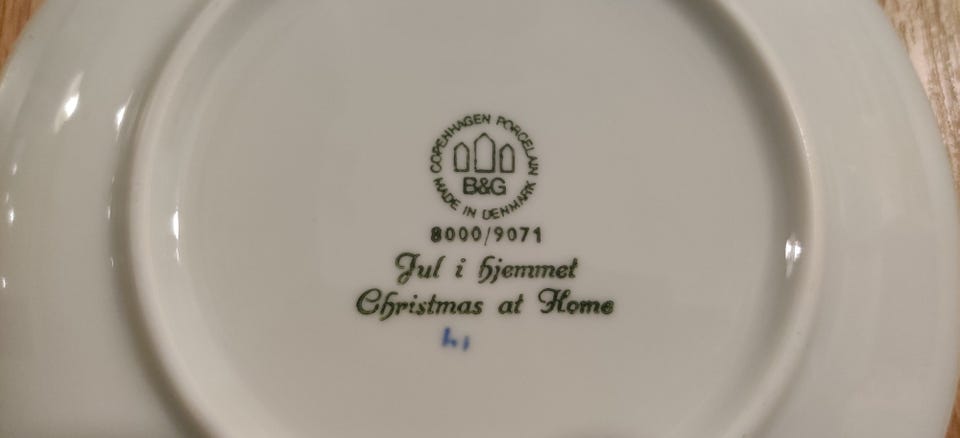 COPENHAGEN PORCELAIN
B&G
MADE IN DENMARK
8000/9071
Jul i hjemmet
Christmas at Home